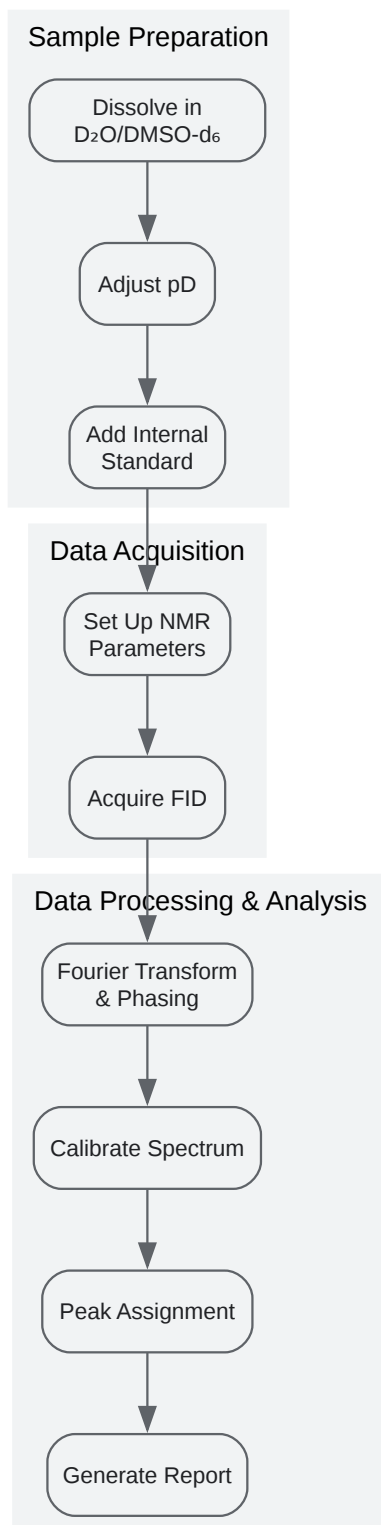 Sample Preparation
Dissolve in
D₂O/DMSO-d₆
Adjust pD
Add Internal
Standard
Data Acquisition
Set Up NMR
Parameters
Acquire FID
Data Processing & Analysis
Fourier Transform
& Phasing
Calibrate Spectrum
Peak Assignment
Generate Report